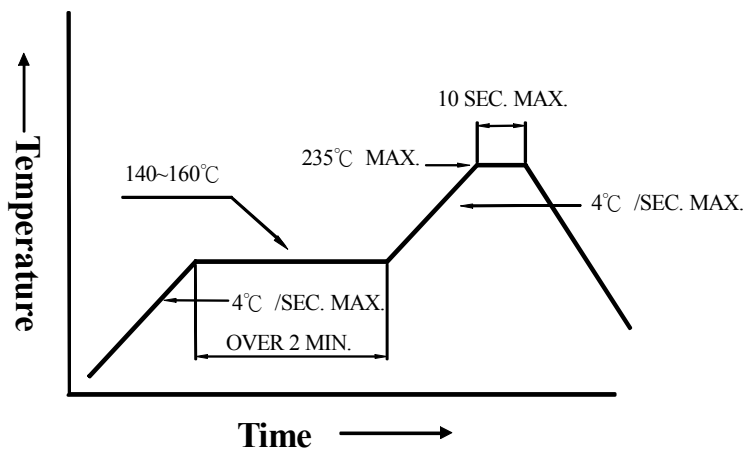 10 SEC. MAX.
235℃ MAX.
140~160℃
4℃ /SEC. MAX.
4℃ /SEC. MAX.
OVER 2 MIN.
Temperature
Time